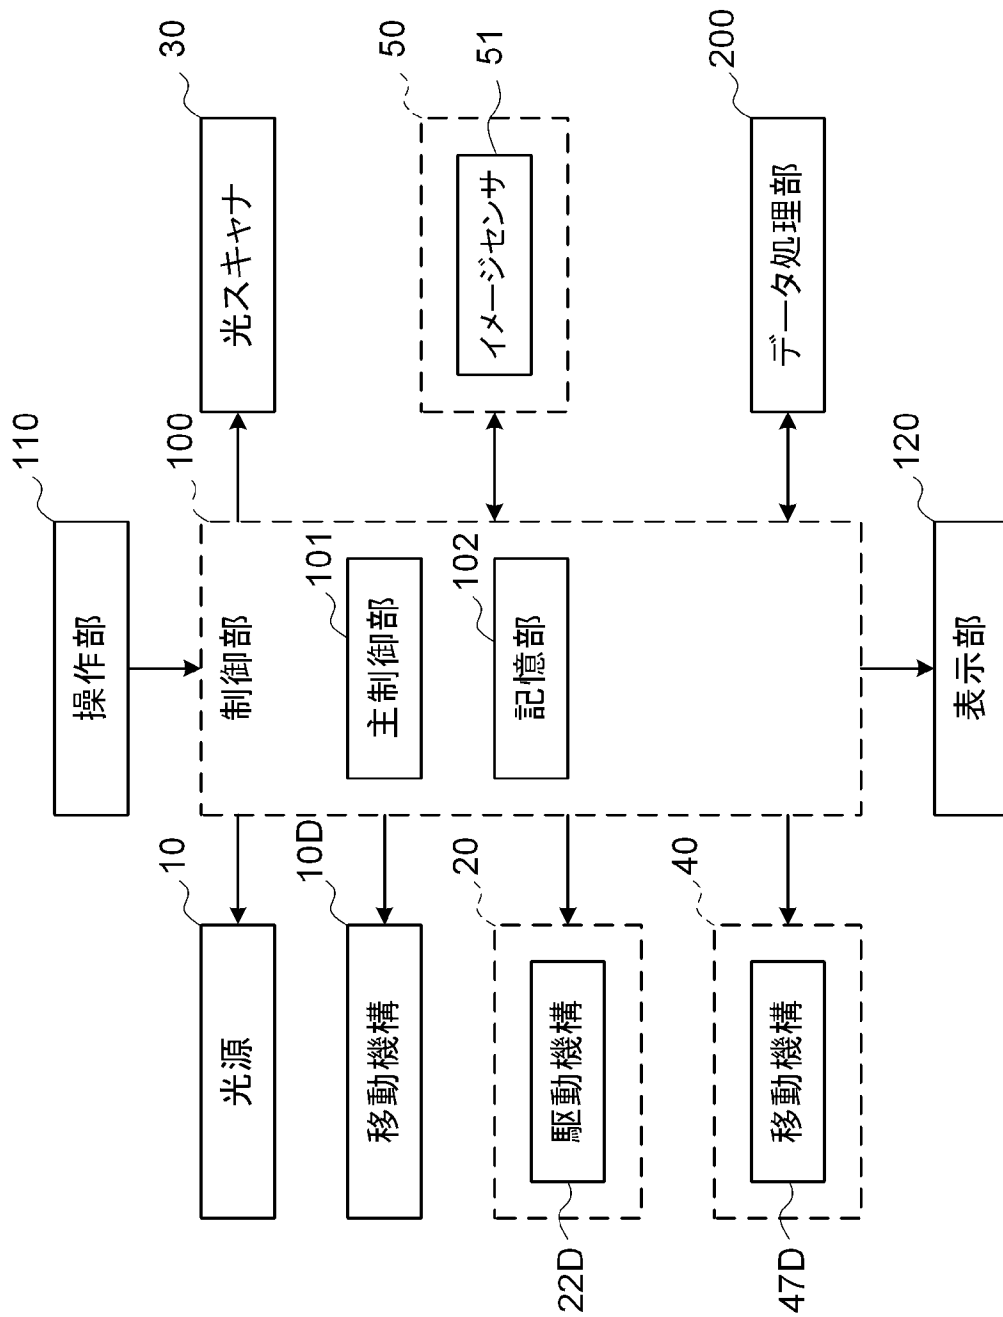 110
操作部
10
光源
100
制御部
30
光スキャナ
10D
移動機構
101
主制御部
50
51
イメージセンサ
20
駆動機構
22D
102
記憶部
40
移動機構
47D
200
データ処理部
120
表示部